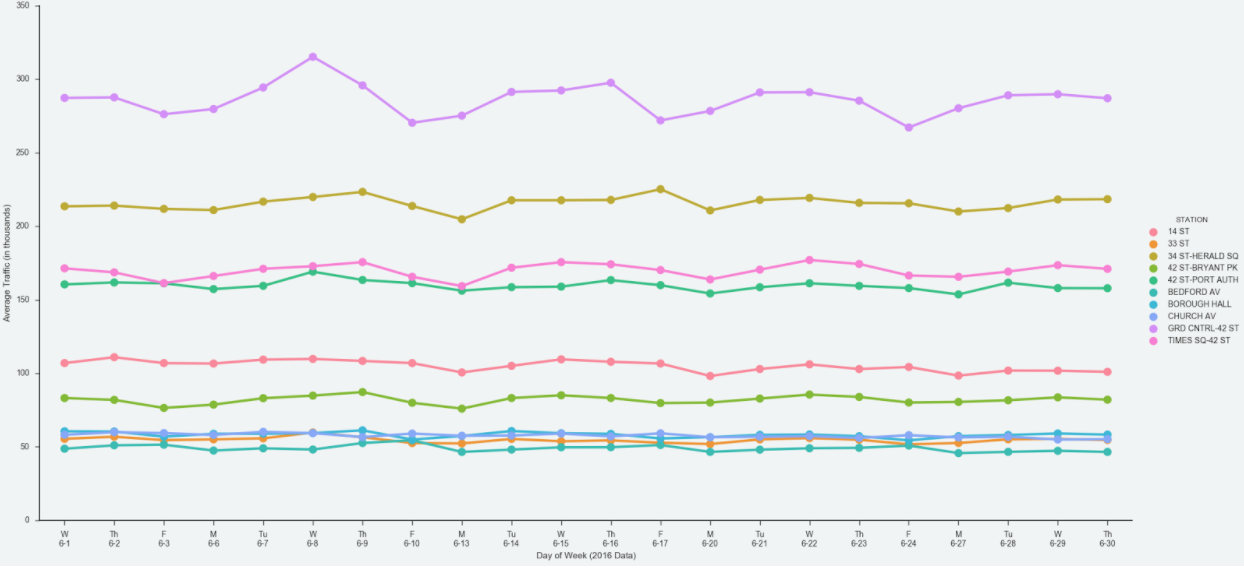 350
300
250
200
150
100
50
0
Average Traffic (in thousands)
W Th F M Tu W Th F M Tu W Th F M Tu W Th F M Tu W Th
6-1 6-2 6-3 6-6 6-7 6-8 6-9 6-10 6-13 6-14 6-15 6-16 6-17 6-20 6-21 6-22 6-23 6-24 6-27 6-28 6-29 6-30
Day of Week (2016 Data)
STATION
14 ST
33 ST
34 ST-HERALD SQ
42 ST-BRYANT PK
42 ST-PORT AUTH
BEDFORD AV
BOROUGH HALL
CHURCH AV
GRD CNTRL-42 ST
TIMES SQ-42 ST